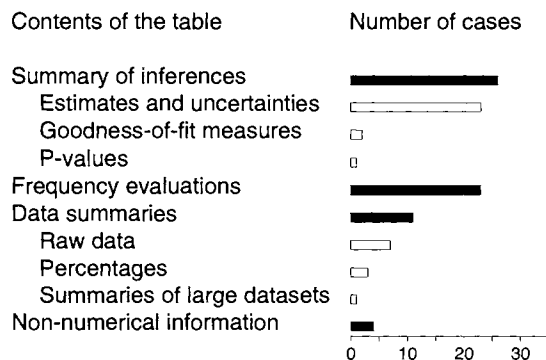 Contents of the table Number of cases
Summary of inferences
Estimates and uncertainties
Goodness-of-fit measures
P-values
Frequency evaluations
Data summaries
Raw data
Percentages
Summaries of large datasets
Non-numerical information
0 10 20 30